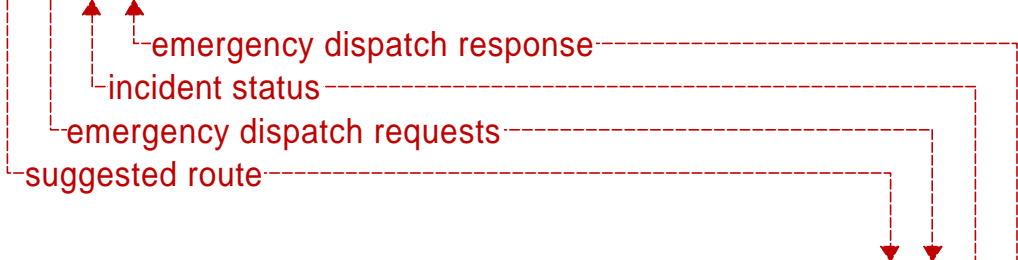 emergency dispatch response
incident status
emergency dispatch requests
suggested route